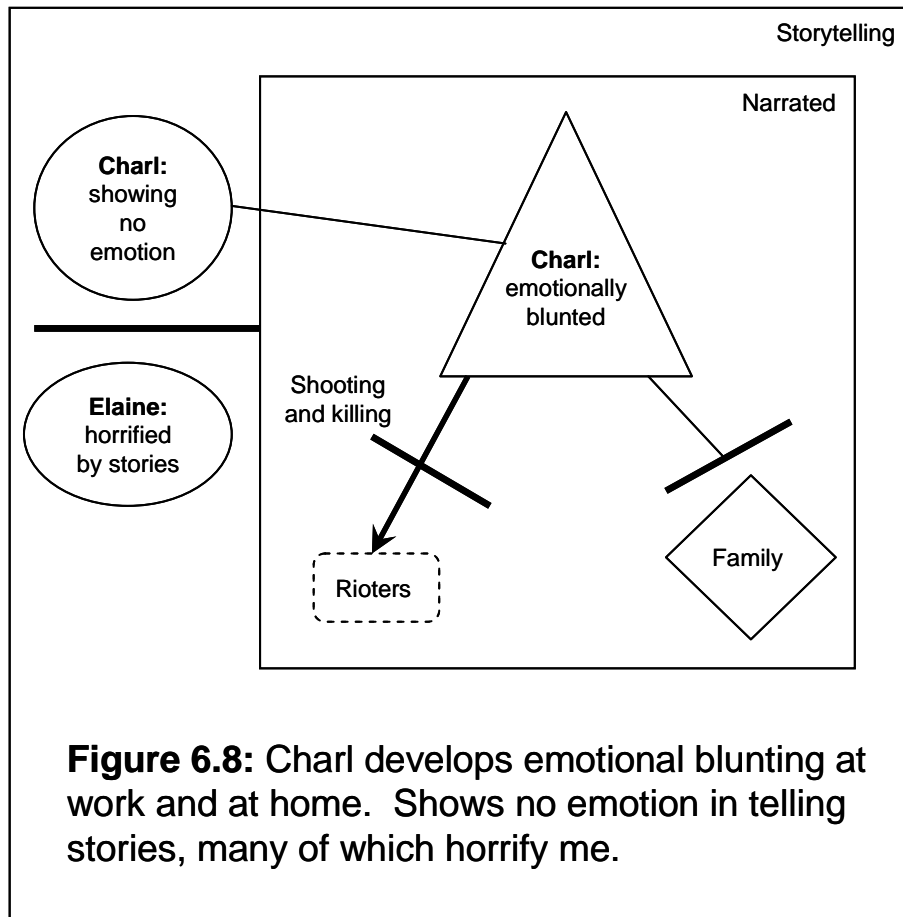 Storytelling
Narrated
Charl:
showing
no
emotion
Charl:
emotionally
blunted
Elaine:
horrified
by stories
Shooting
and killing
Rioters
Family
Figure 6.8: Charl develops emotional blunting at
work and at home.  Shows no emotion in telling
stories, many of which horrify me.